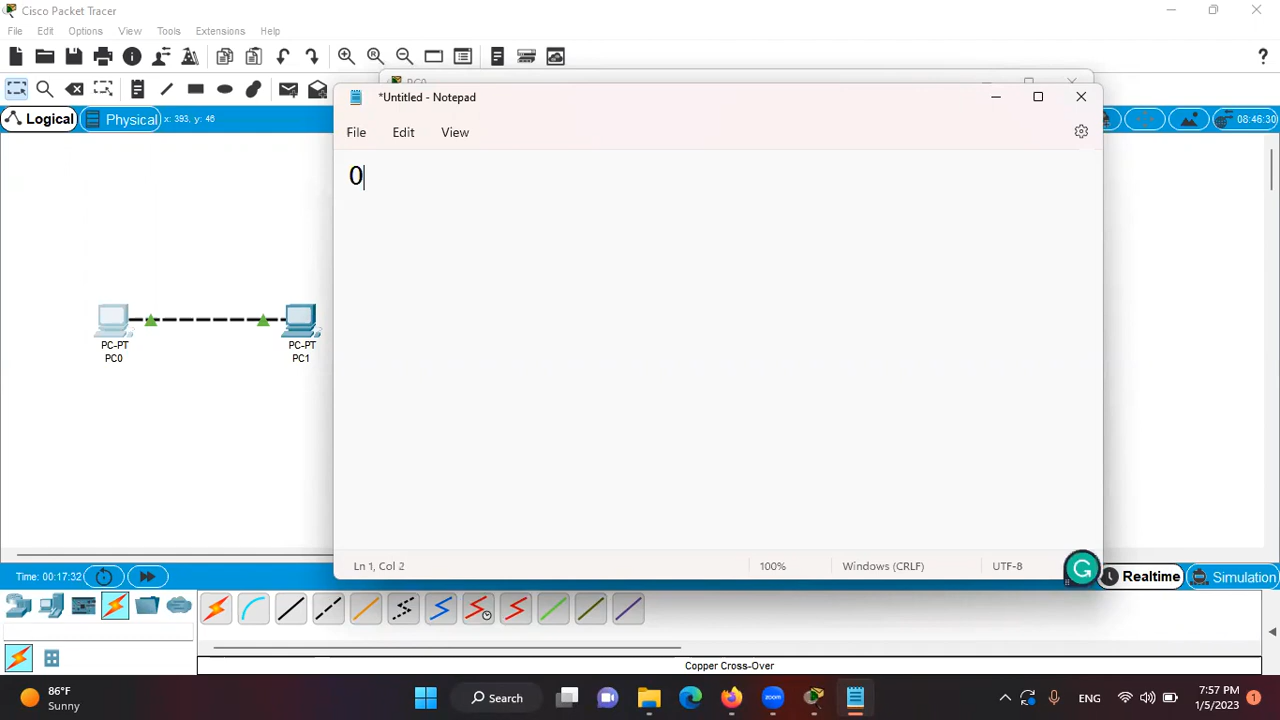 Cisco Packet Tracer
File Edit Options View Tools Extensions Help
PC0
*Untitled - Notepad
Logical Physical x: 393, y: 46
08:46:30
File Edit View
0
PC-PT
PC0
PC-PT
PC1
Ln 1, Col 2 100% Windows (CRLF) UTF-8
Time: 00:17:32 Realtime Simulation
Copper Cross-Over
86°F
Sunny
Search
zoom
ENG
7:57 PM
1/5/2023
1